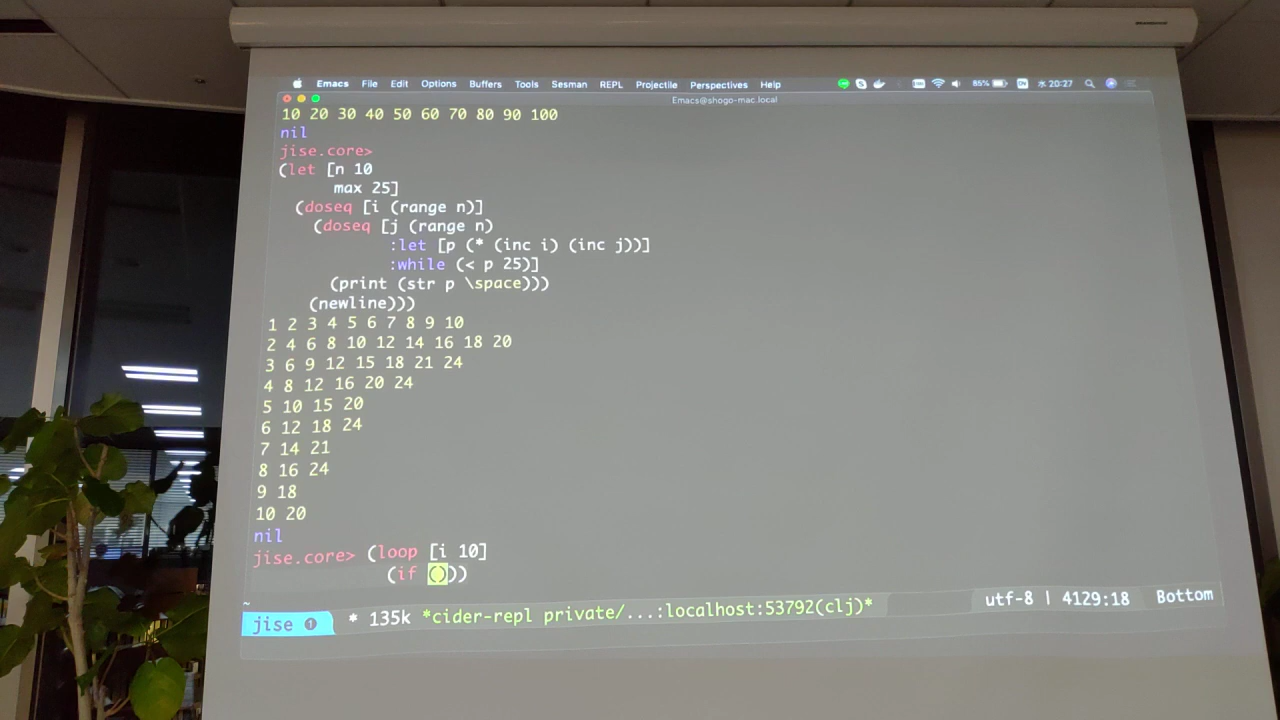 Emacs File Edit Options Buffers Tools Sesman REPL Projectile Perspectives Help 85% 水 20:27
Emacs@shogo-mac.local
10 20 30 40 50 60 70 80 90 100
nil
jise.core>
(let [n 10
max 25]
(doseq [i (range n)]
(doseq [j (range n)
:let [p (* (inc i) (inc j))]
:while (< p 25)]
(print (str p \space)))
(newline)))
1 2 3 4 5 6 7 8 9 10
2 4 6 8 10 12 14 16 18 20
3 6 9 12 15 18 21 24
4 8 12 16 20 24
5 10 15 20
6 12 18 24
7 14 21
8 16 24
9 18
10 20
nil
jise.core> (loop [i 10]
(if ()))
~
jise 1 * 135k *cider-repl private/...:localhost:53792(clj)* utf-8 | 4129:18 Bottom